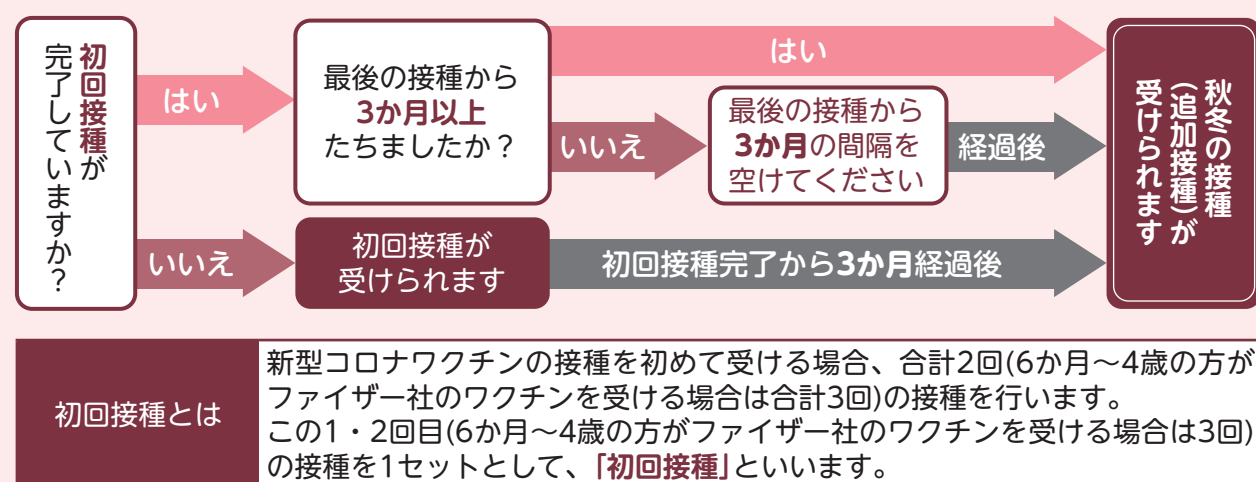 初回接種が
完了していますか？
はい
いいえ
最後の接種から
3か月以上
たちましたか？
はい
いいえ
最後の接種から
3か月の間隔を
空けてください
経過後
初回接種が
受けられます
初回接種完了から3か月経過後
秋冬の接種
（追加接種）が
受けられます
初回接種とは
新型コロナワクチンの接種を初めて受ける場合、合計2回(6か月～4歳の方が
ファイザー社のワクチンを受ける場合は合計3回)の接種を行います。
この1・2回目(6か月～4歳の方がファイザー社のワクチンを受ける場合は3回)
の接種を1セットとして、「初回接種」といいます。